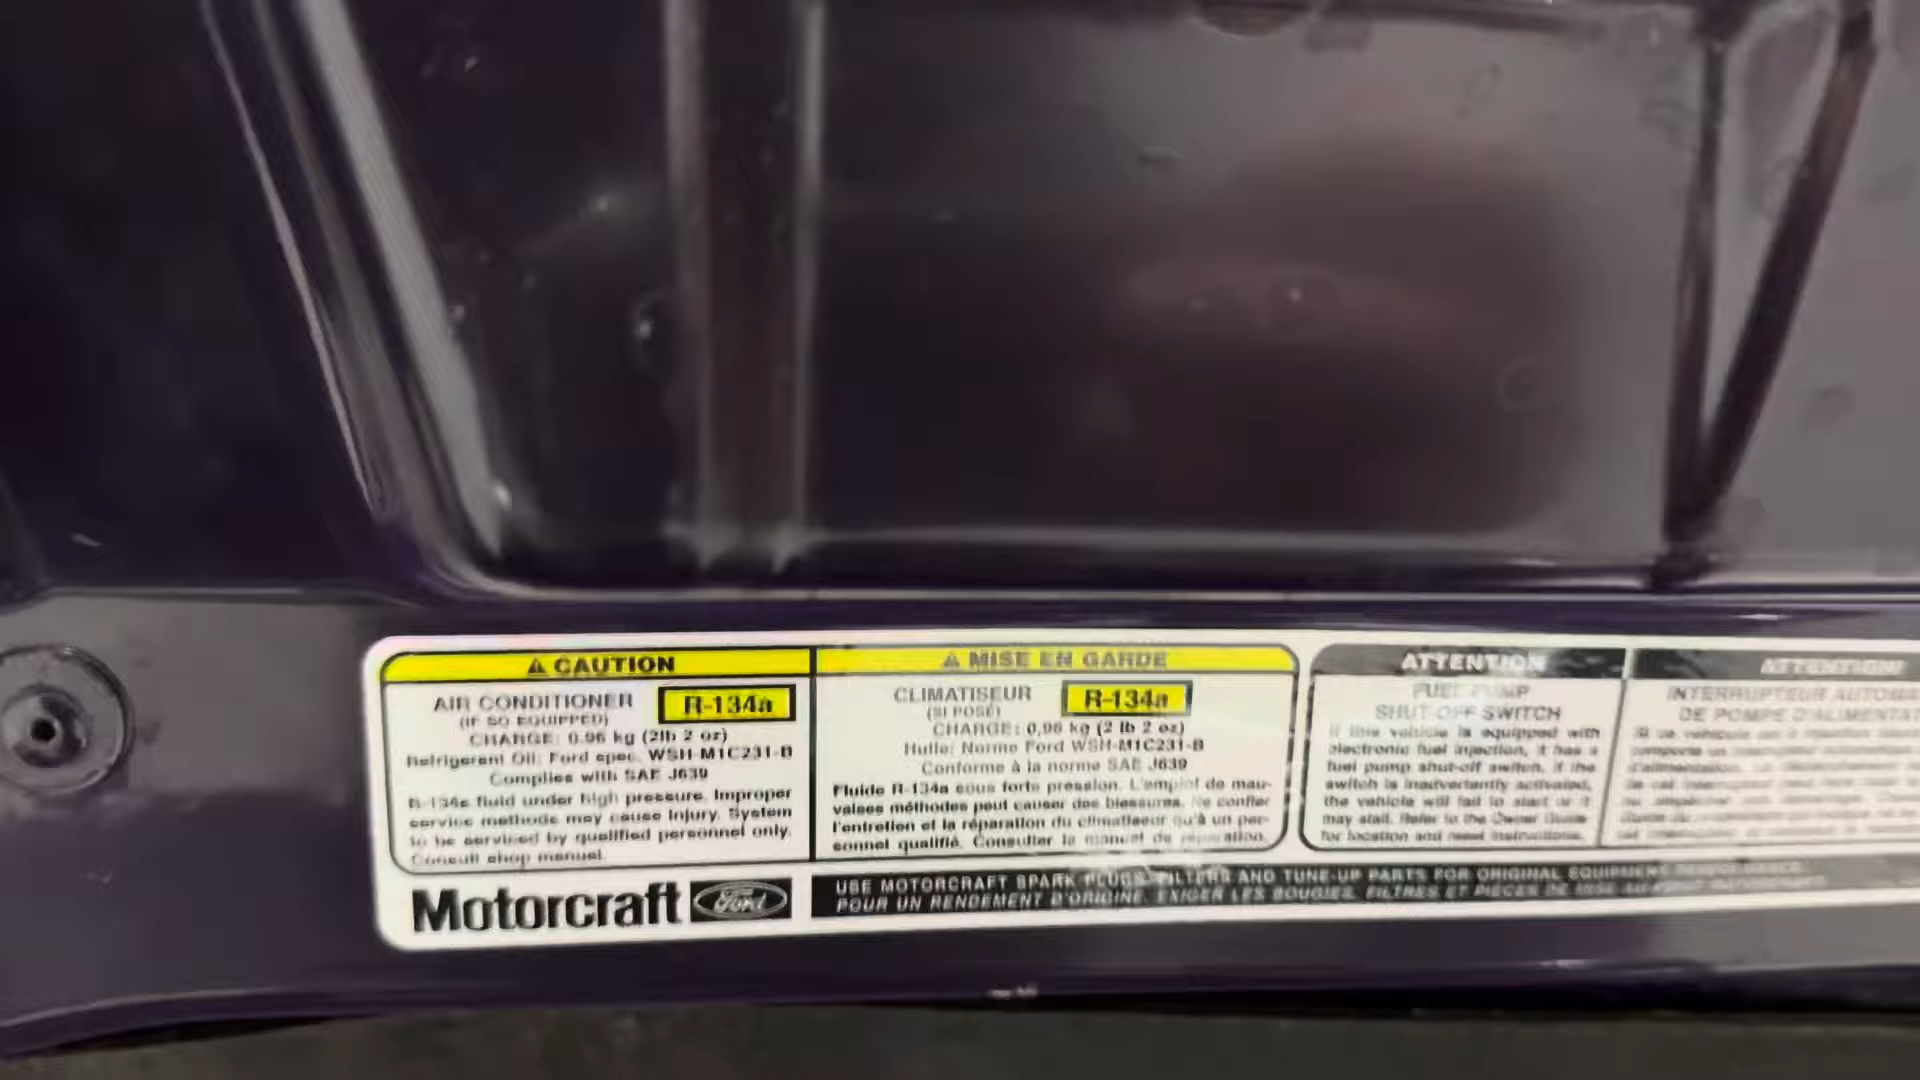 ⚠ CAUTION
AIR CONDITIONER R-134a
(IF SO EQUIPPED)
CHARGE: 0.96 kg (2lb 2 oz)
Refrigerant Oil: Ford spec. WSH-M1C231-B
Complies with SAE J639
R-134a fluid under high pressure. Improper
service methods may cause injury. System
to be serviced by qualified personnel only.
Consult shop manual.
⚠ MISE EN GARDE
CLIMATISEUR R-134a
(SI POSÉ)
CHARGE: 0,96 kg (2 lb 2 oz)
Huile: Norme Ford WSH-M1C231-B
Conforme à la norme SAE J639
Fluide R-134a sous forte pression. L'emploi de mau-
vaises méthodes peut causer des blessures. Ne confier
l'entretien et la réparation du climatiseur qu'à un per-
sonnel qualifié. Consulter le manuel de réparation.
ATTENTION
FUEL PUMP
SHUT-OFF SWITCH
If this vehicle is equipped with
electronic fuel injection, it has a
fuel pump shut-off switch. If the
switch is inadvertently activated,
the vehicle will fail to start or it
may stall. Refer to the Owner Guide
for location and reset instructions.
ATTENTION!
INTERRUPTEUR
DE POMPE
Motorcraft Ford
USE MOTORCRAFT SPARK PLUGS, FILTERS AND TUNE-UP PARTS FOR ORIGINAL EQUIPMENT PERFORMANCE.
POUR UN RENDEMENT D'ORIGINE, EXIGER LES BOUGIES, FILTRES ET PIÈCES DE MISE AU POINT MOTORCRAFT.